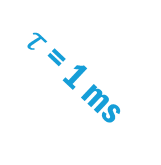 τ = 1 ms